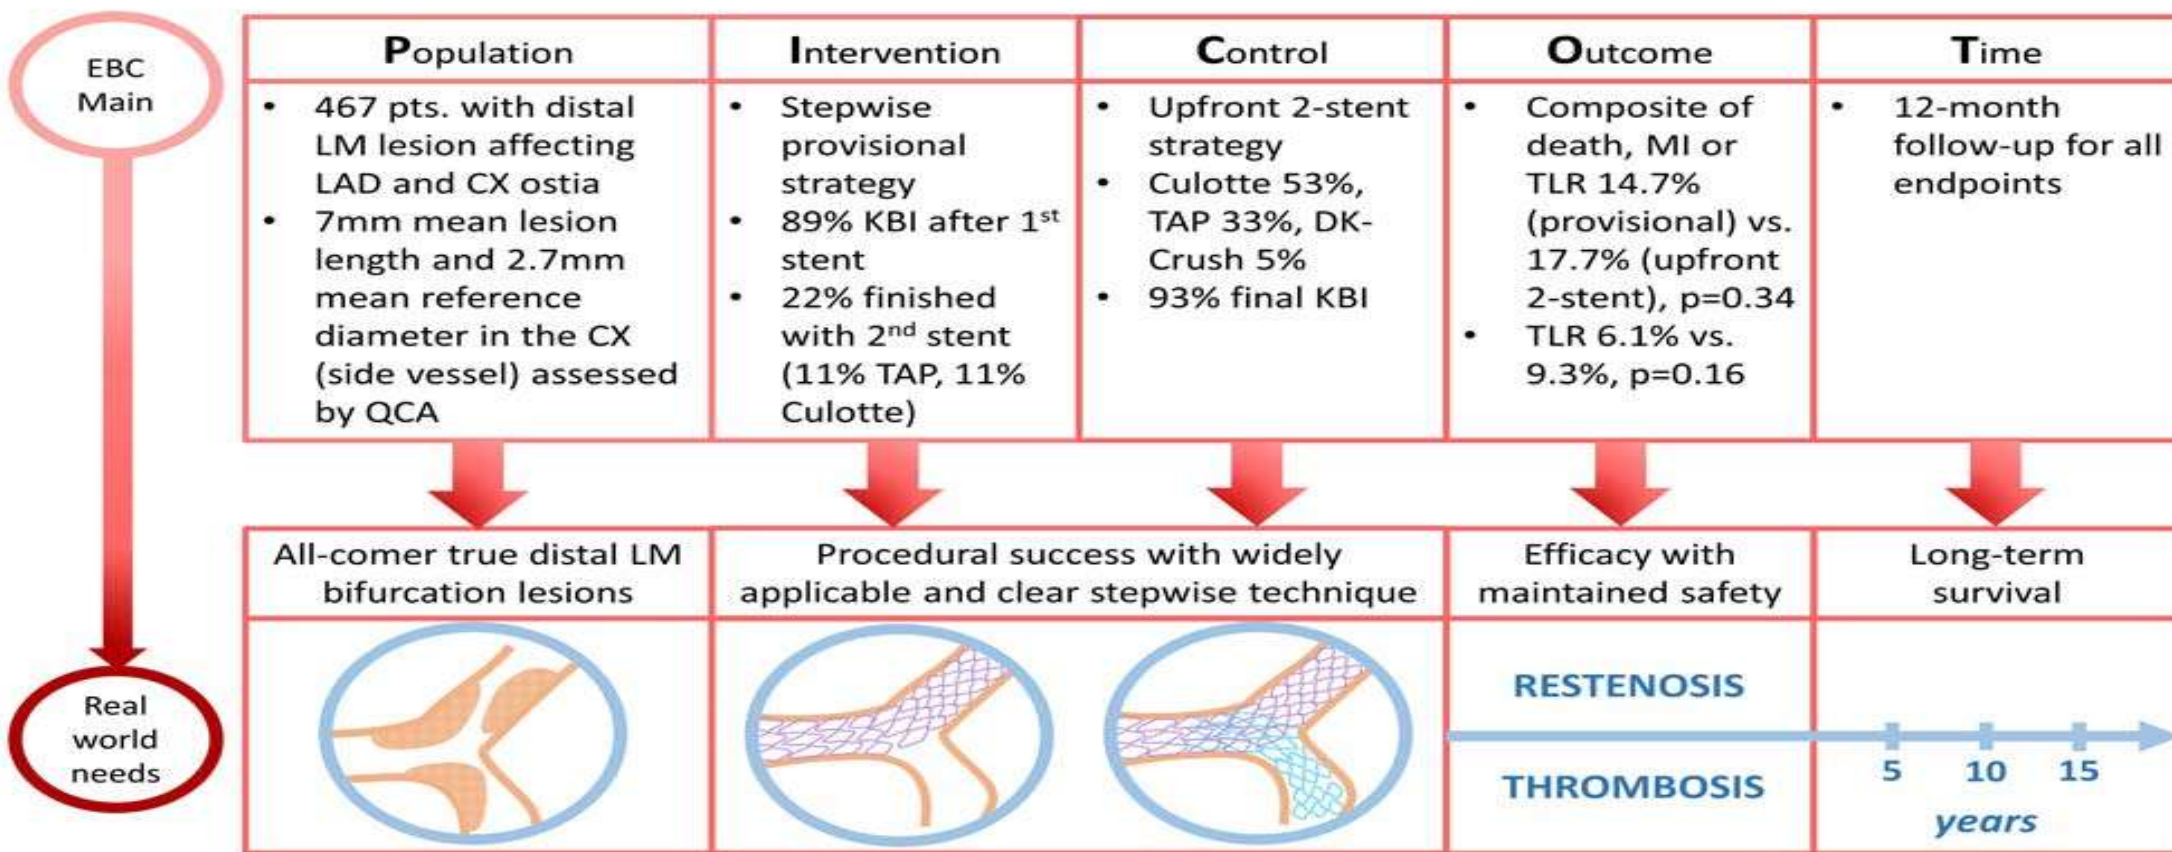 EBC
Main
Population
• 467 pts. with distal
LM lesion affecting
LAD and CX ostia
• 7mm mean lesion
length and 2.7mm
mean reference
diameter in the CX
(side vessel) assessed
by QCA
Intervention
• Stepwise
provisional
strategy
• 89% KBI after 1st
stent
• 22% finished
with 2nd stent
(11% TAP, 11%
Culotte)
Control
• Upfront 2-stent
strategy
• Culotte 53%,
TAP 33%, DK-
Crush 5%
• 93% final KBI
Outcome
• Composite of
death, MI or
TLR 14.7%
(provisional) vs.
17.7% (upfront
2-stent), p=0.34
• TLR 6.1% vs.
9.3%, p=0.16
Time
• 12-month
follow-up for all
endpoints
Real
world
needs
All-comer true distal LM
bifurcation lesions
Procedural success with widely
applicable and clear stepwise technique
Efficacy with
maintained safety
Long-term
survival
RESTENOSIS
THROMBOSIS
5 10 15
years